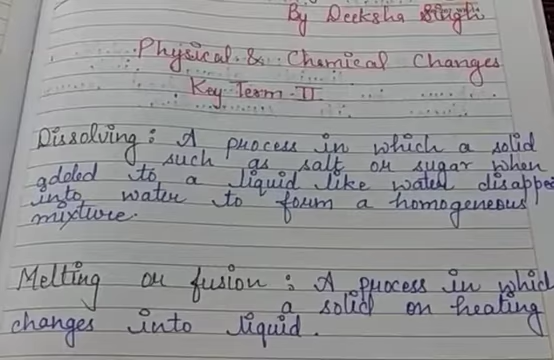 By Deeksha Singh
Physical & Chemical Changes
Key Term-II
Dissolving: A process in which a solid
such as salt or sugar when
added to a liquid like water disappe
into water to form a homogeneous
mixture.
Melting or fusion: A process in which
a solid on heating
changes into liquid.